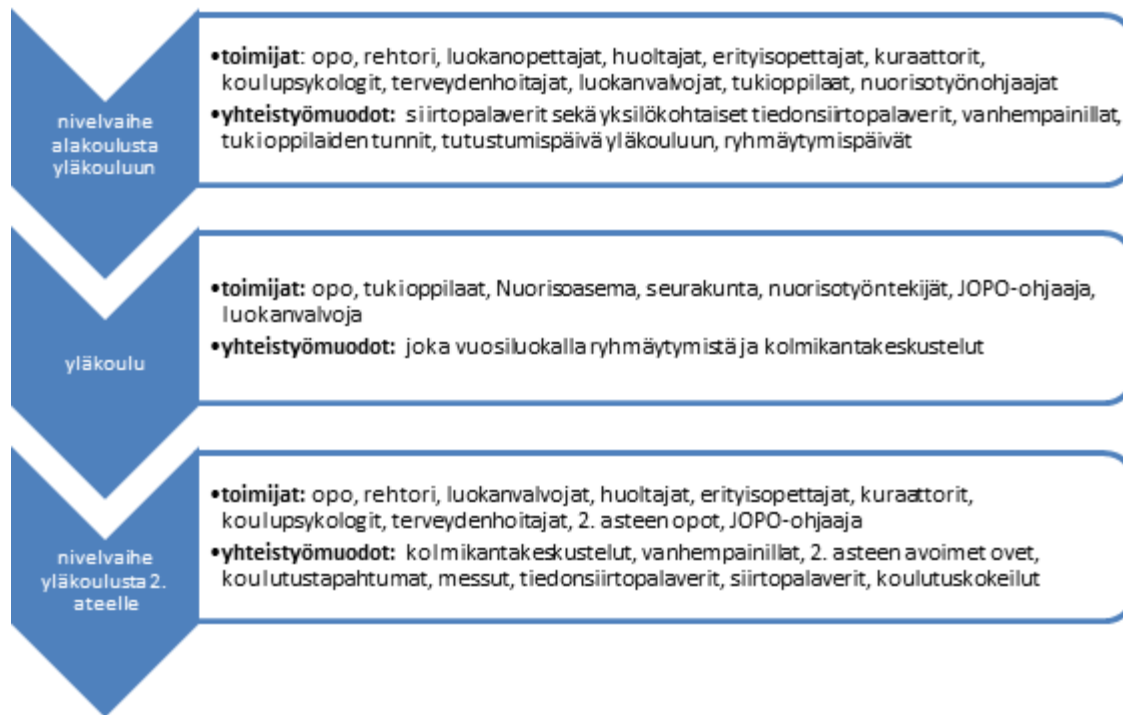 nivelvaihe
alakoulusta
yläkouluun
•toimijat: opo, rehtori, luokanopettajat, huoltajat, erityisopettajat, kuraattorit,
koulupsykologit, terveydenhoitajat, luokanvalvojat, tukioppilaat, nuorisotyönohjaajat
•yhteistyömuodot: siirtopalaverit sekä yksilökohtaiset tiedonsiirtopalaverit, vanhempainillat,
tukioppilaiden tunnit, tutustumispäivä yläkouluun, ryhmäytymispäivät
yläkoulu
•toimijat: opo, tukioppilaat, Nuorisoasema, seurakunta, nuorisotyöntekijät, JOPO-ohjaaja,
luokanvalvoja
•yhteistyömuodot: joka vuosiluokalla ryhmäytymistä ja kolmikantakeskustelut
nivelvaihe
yläkoulusta 2.
ateelle
•toimijat: opo, rehtori, luokanvalvojat, huoltajat, erityisopettajat, kuraattorit,
koulupsykologit, terveydenhoitajat, 2. asteen opot, JOPO-ohjaaja
•yhteistyömuodot: kolmikantakeskustelut, vanhempainillat, 2. asteen avoimet ovet,
koulutustapahtumat, messut, tiedonsiirtopalaverit, siirtopalaverit, koulutuskokeilut